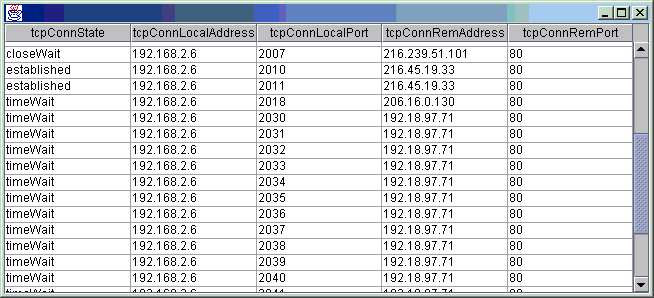 tcpConnState tcpConnLocalAddress tcpConnLocalPort tcpConnRemAddress tcpConnRemPort
closeWait 192.168.2.6 2007 216.239.51.101 80
established 192.168.2.6 2010 216.45.19.33 80
established 192.168.2.6 2011 216.45.19.33 80
timeWait 192.168.2.6 2018 206.16.0.130 80
timeWait 192.168.2.6 2030 192.18.97.71 80
timeWait 192.168.2.6 2031 192.18.97.71 80
timeWait 192.168.2.6 2032 192.18.97.71 80
timeWait 192.168.2.6 2033 192.18.97.71 80
timeWait 192.168.2.6 2034 192.18.97.71 80
timeWait 192.168.2.6 2035 192.18.97.71 80
timeWait 192.168.2.6 2036 192.18.97.71 80
timeWait 192.168.2.6 2037 192.18.97.71 80
timeWait 192.168.2.6 2038 192.18.97.71 80
timeWait 192.168.2.6 2039 192.18.97.71 80
timeWait 192.168.2.6 2040 192.18.97.71 80